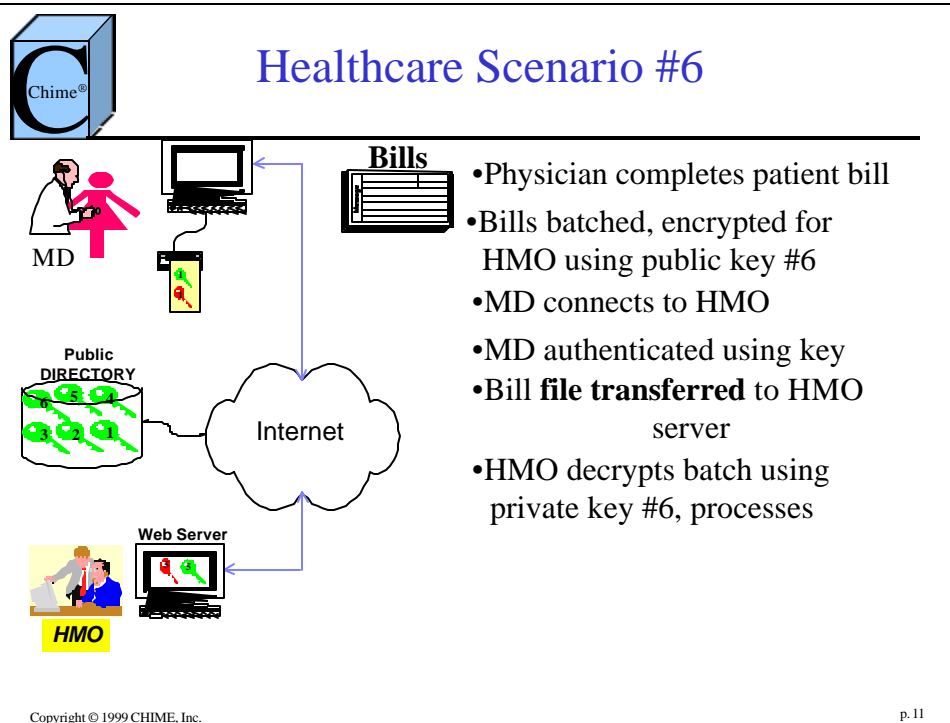 Chime®
Healthcare Scenario #6
MD
Bills
•Physician completes patient bill
•Bills batched, encrypted for
HMO using public key #6
•MD connects to HMO
•MD authenticated using key
•Bill file transferred to HMO
server
•HMO decrypts batch using
private key #6, processes
1
Public
DIRECTORY
6 5 4
3 2 1
Internet
Web Server
5
HMO
Copyright © 1999 CHIME, Inc.
p. 11